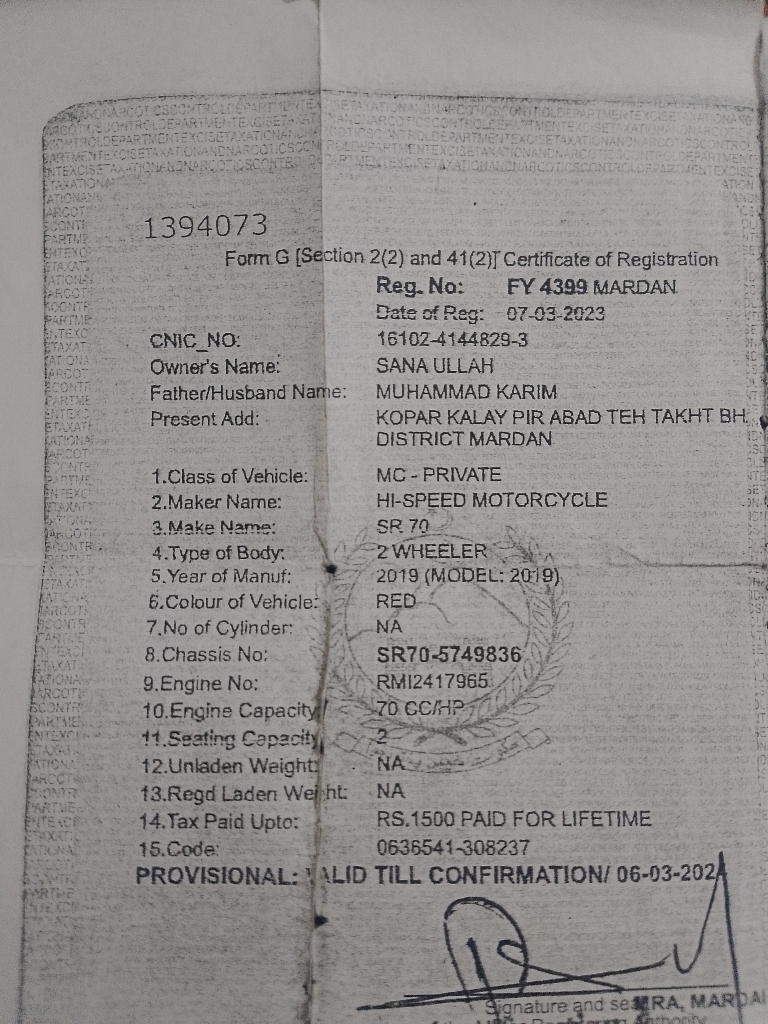 1394073
Form G [Section 2(2) and 41(2)] Certificate of Registration
Reg. No: FY 4399 MARDAN
Date of Reg: 07-03-2023
CNIC_NO: 16102-4144829-3
Owner's Name: SANA ULLAH
Father/Husband Name: MUHAMMAD KARIM
Present Add: KOPAR KALAY PIR ABAD TEH TAKHT BH
DISTRICT MARDAN
1.Class of Vehicle: MC - PRIVATE
2.Maker Name: HI-SPEED MOTORCYCLE
3.Make Name: SR 70
4.Type of Body: 2 WHEELER
5.Year of Manuf: 2019 (MODEL: 2019)
6.Colour of Vehicle: RED
7.No of Cylinder: NA
8.Chassis No: SR70-5749836
9.Engine No: RMI2417965
10.Engine Capacity/ 70 CC/HP
11.Seating Capacity 2
12.Unladen Weight: NA
13.Regd Laden Weight: NA
14.Tax Paid Upto: RS.1500 PAID FOR LIFETIME
15.Code: 0636541-308237
PROVISIONAL: VALID TILL CONFIRMATION/ 06-03-2024
Signature and MRA, MARDAN
Authority